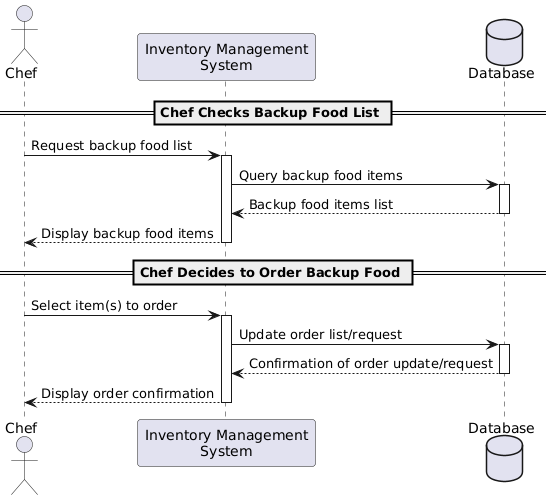 Chef
Inventory Management
System
Database
Chef Checks Backup Food List
Request backup food list
Query backup food items
Backup food items list
Display backup food items
Chef Decides to Order Backup Food
Select item(s) to order
Update order list/request
Confirmation of order update/request
Display order confirmation
Chef
Inventory Management
System
Database